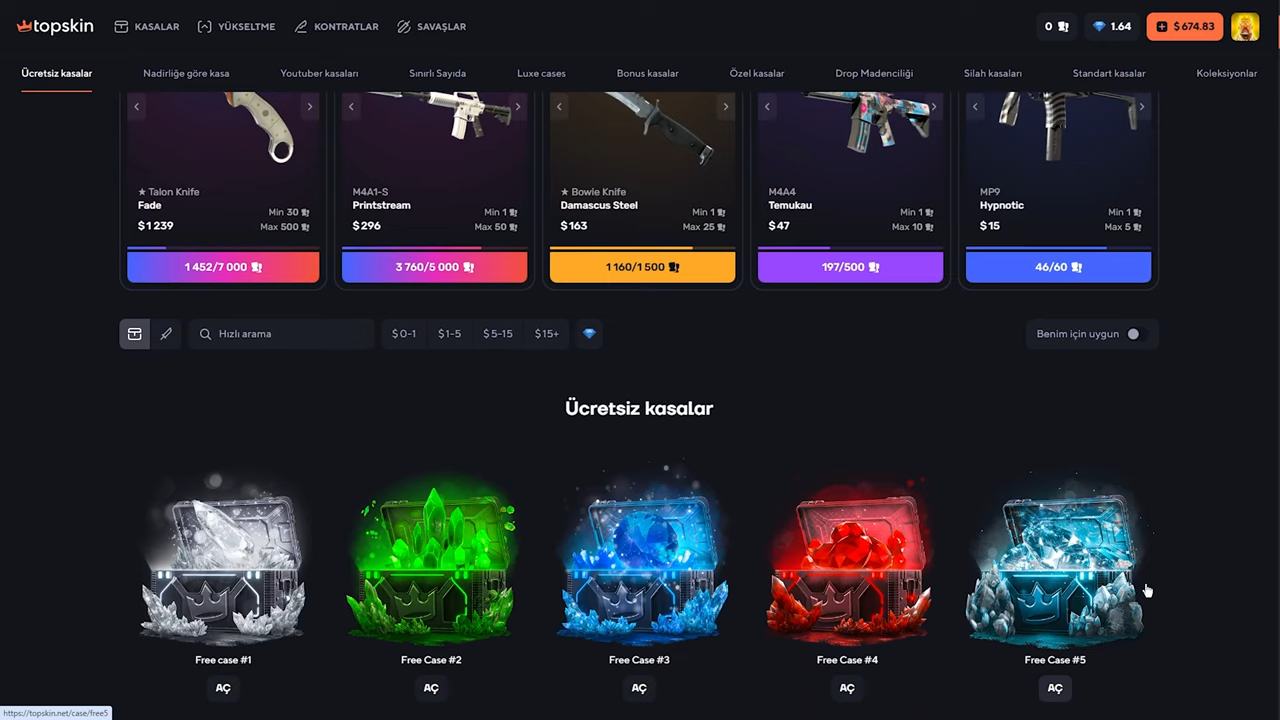 topskin KASALAR YÜKSELTME KONTRATLAR SAVAŞLAR 0 1.64 $ 674.83
Ücretsiz kasalar Nadirliğe göre kasa Youtuber kasaları Sınırlı Sayıda Luxe cases Bonus kasalar Özel kasalar Drop Madenciliği Silah kasaları Standart kasalar Koleksiyonlar
★ Talon Knife
Fade
$ 1 239
Min 30
Max 500
1 452/7 000
M4A1-S
Printstream
$ 296
Min 1
Max 50
3 760/5 000
★ Bowie Knife
Damascus Steel
$ 163
Min 1
Max 25
1 160/1 500
M4A4
Temukau
$ 47
Min 1
Max 10
197/500
MP9
Hypnotic
$ 15
Min 1
Max 5
46/60
Hızlı arama $ 0-1 $ 1-5 $ 5-15 $ 15+ Benim için uygun
Ücretsiz kasalar
Free case #1 Free Case #2 Free Case #3 Free Case #4 Free Case #5
AÇ AÇ AÇ AÇ AÇ
https://topskin.net/case/free5